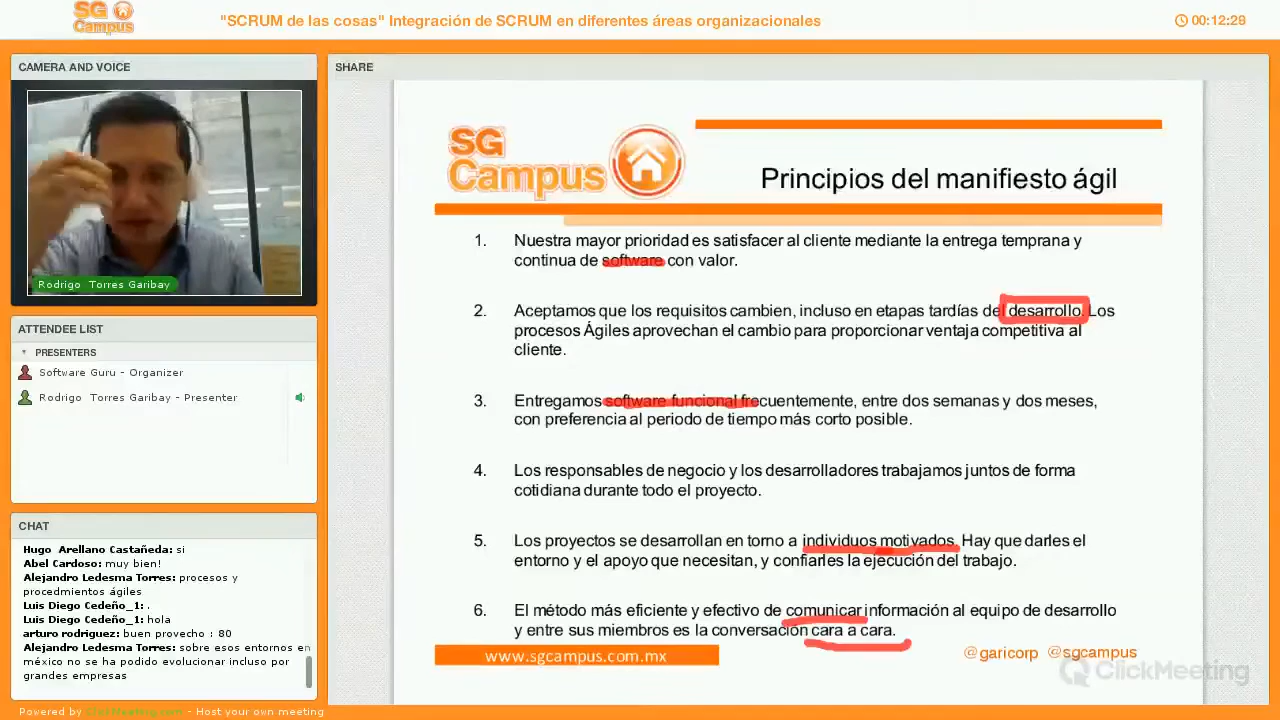 SG
Campus
"SCRUM de las cosas" Integración de SCRUM en diferentes áreas organizacionales
00:12:29
CAMERA AND VOICE
Rodrigo Torres Garibay
ATTENDEE LIST
PRESENTERS
Software Guru - Organizer
Rodrigo Torres Garibay - Presenter
CHAT
Hugo Arellano Castañeda: si
Abel Cardoso: muy bien!
Alejandro Ledesma Torres: procesos y
procedmientos ágiles
Luis Diego Cedeño_1: .
Luis Diego Cedeño_1: hola
arturo rodriguez: buen provecho : 80
Alejandro Ledesma Torres: sobre esos entornos en
méxico no se ha podido evolucionar incluso por
grandes empresas
SHARE
SG
Campus
Principios del manifiesto ágil
1. Nuestra mayor prioridad es satisfacer al cliente mediante la entrega temprana y
continua de software con valor.
2. Aceptamos que los requisitos cambien, incluso en etapas tardías del desarrollo. Los
procesos Ágiles aprovechan el cambio para proporcionar ventaja competitiva al
cliente.
3. Entregamos software funcional frecuentemente, entre dos semanas y dos meses,
con preferencia al periodo de tiempo más corto posible.
4. Los responsables de negocio y los desarrolladores trabajamos juntos de forma
cotidiana durante todo el proyecto.
5. Los proyectos se desarrollan en torno a individuos motivados. Hay que darles el
entorno y el apoyo que necesitan, y confiarles la ejecución del trabajo.
6. El método más eficiente y efectivo de comunicar información al equipo de desarrollo
y entre sus miembros es la conversación cara a cara.
www.sgcampus.com.mx
@garicorp @sgcampus
ClickMeeting
Powered by ClickMeeting.com - Host your own meeting